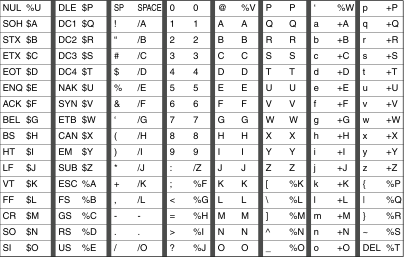 NUL %U DLE $P SP SPACE 0 0 @ %V P P ' %W p +P
SOH $A DC1 $Q ! /A 1 1 A A Q Q a +A q +Q
STX $B DC2 $R " /B 2 2 B B R R b +B r +R
ETX $C DC3 $S # /C 3 3 C C S S c +C s +S
EOT $D DC4 $T $ /D 4 4 D D T T d +D t +T
ENQ $E NAK $U % /E 5 5 E E U U e +E u +U
ACK $F SYN $V & /F 6 6 F F V V f +F v +V
BEL $G ETB $W ' /G 7 7 G G W W g +G w +W
BS $H CAN $X ( /H 8 8 H H X X h +H x +X
HT $I EM $Y ) /I 9 9 I I Y Y i +I y +Y
LF $J SUB $Z * /J : /Z J J Z Z j +J z +Z
VT $K ESC %A + /K ; %F K K [ %K k +K { %P
FF $L FS %B , /L < %G L L \ %L l +L | %Q
CR $M GS %C - - = %H M M ] %M m +M } %R
SO $N RS %D . . > %I N N ^ %N n +N ~ %S
SI $O US %E / /O ? %J O O _ %O o +O DEL %T